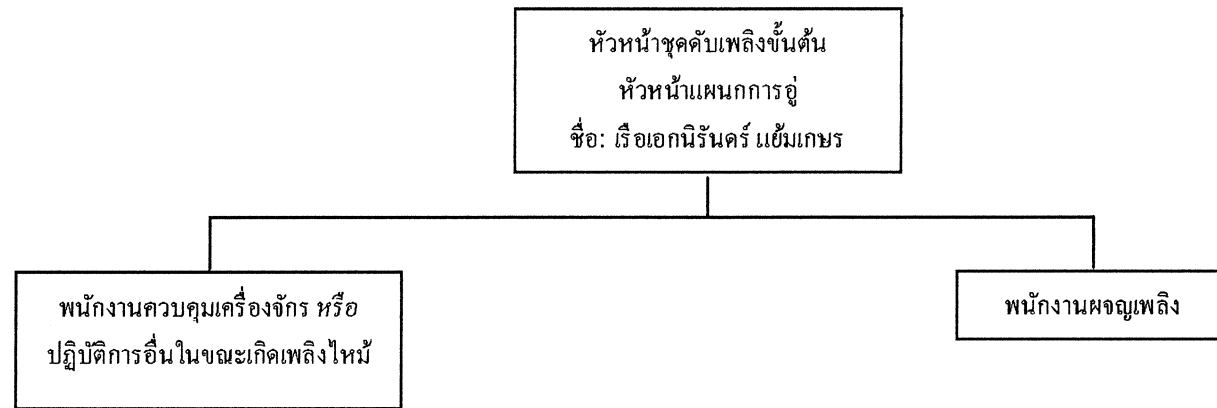 หัวหน้าชุดดับเพลิงขั้นต้น
หัวหน้าแผนกการอู่
ชื่อ: เรือเอกนิรันดร์ แย้มเกษร
พนักงานควบคุมเครื่องจักร หรือ
ปฏิบัติการอื่นในขณะเกิดเพลิงไหม้
พนักงานผจญเพลิง